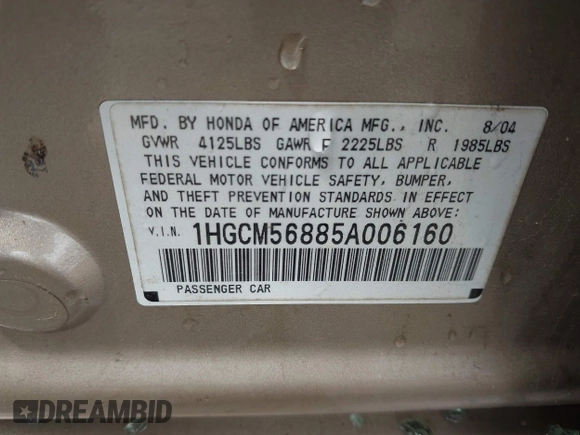 MFD. BY HONDA OF AMERICA MFG., INC. 8/04
GVWR 4125LBS GAWR F 2225LBS R 1985LBS
THIS VEHICLE CONFORMS TO ALL APPLICABLE
FEDERAL MOTOR VEHICLE SAFETY, BUMPER,
AND THEFT PREVENTION STANDARDS IN EFFECT
ON THE DATE OF MANUFACTURE SHOWN ABOVE:
V.I.N. 1HGCM56885A006160
PASSENGER CAR
DREAMBID